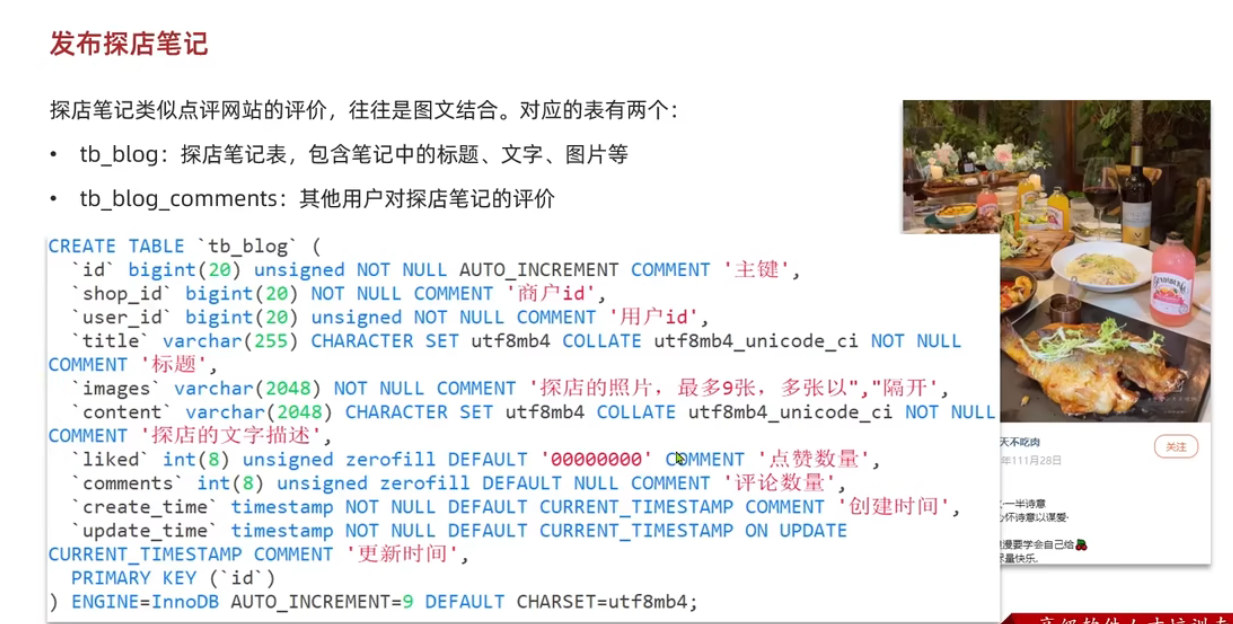 发布探店笔记
探店笔记类似点评网站的评价，往往是图文结合。对应的表有两个：
• tb_blog：探店笔记表，包含笔记中的标题、文字、图片等
• tb_blog_comments：其他用户对探店笔记的评价
CREATE TABLE `tb_blog` (
`id` bigint(20) unsigned NOT NULL AUTO_INCREMENT COMMENT '主键',
`shop_id` bigint(20) NOT NULL COMMENT '商户id',
`user_id` bigint(20) unsigned NOT NULL COMMENT '用户id',
`title` varchar(255) CHARACTER SET utf8mb4 COLLATE utf8mb4_unicode_ci NOT NULL
COMMENT '标题',
`images` varchar(2048) NOT NULL COMMENT '探店的照片，最多9张，多张以","隔开',
`content` varchar(2048) CHARACTER SET utf8mb4 COLLATE utf8mb4_unicode_ci NOT NULL
COMMENT '探店的文字描述',
`liked` int(8) unsigned zerofill DEFAULT '00000000' COMMENT '点赞数量',
`comments` int(8) unsigned zerofill DEFAULT NULL COMMENT '评论数量',
`create_time` timestamp NOT NULL DEFAULT CURRENT_TIMESTAMP COMMENT '创建时间',
`update_time` timestamp NOT NULL DEFAULT CURRENT_TIMESTAMP ON UPDATE
CURRENT_TIMESTAMP COMMENT '更新时间',
PRIMARY KEY (`id`)
) ENGINE=InnoDB AUTO_INCREMENT=9 DEFAULT CHARSET=utf8mb4;
天不吃肉
关注
年111月28日
一半诗意
心怀诗意以谋爱·
漫要学会自己给🍒
尽量快乐.